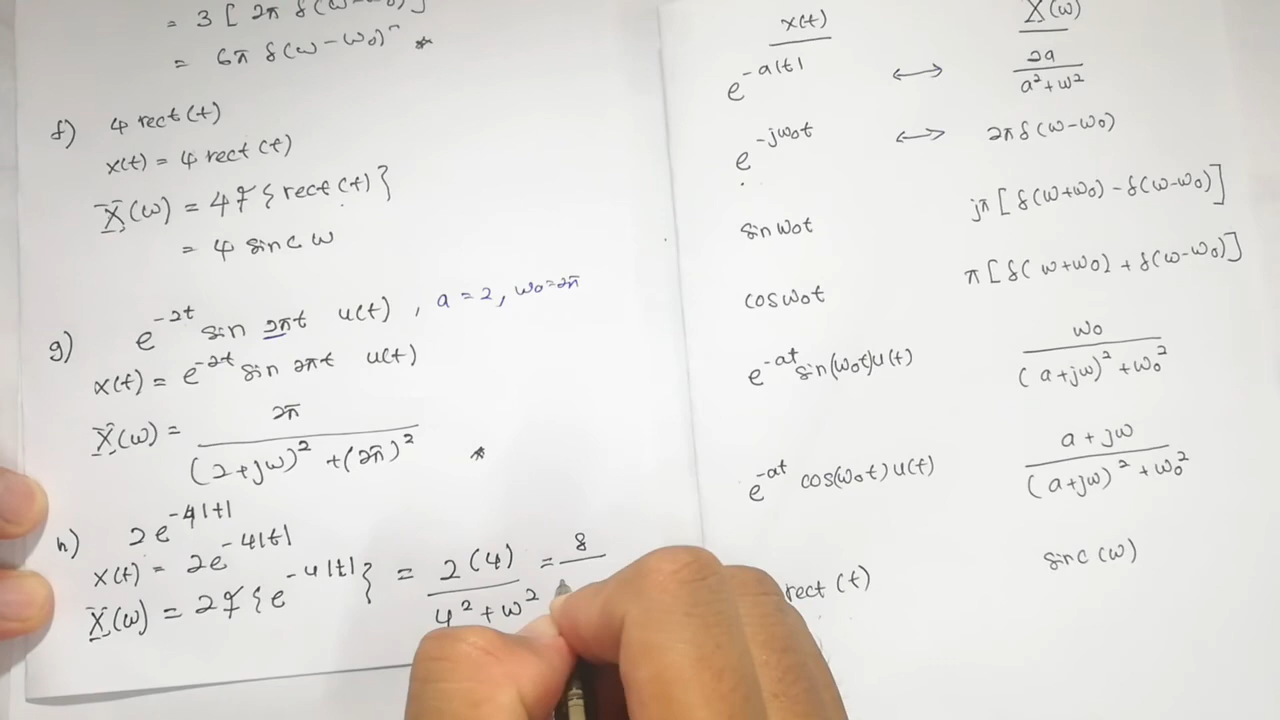 = 3 [ 2π δ(ω-ω₀)]
= 6π δ(ω-ω₀) *
f) 4 rect(t)
x(t) = 4 rect(t)
X(ω) = 4 ℱ{rect(t)}
= 4 sinc ω
g) e^-2t sin 2πt u(t) , a = 2, ω₀=2π
x(t) = e^-2t sin 2πt u(t)
X(ω) = 2π / (2+jω)² + (2π)² *
h) 2e^-4|t|
x(t) = 2e^-4|t|
X(ω) = 2ℱ{e^-4|t|} = 2(4) / 4² + ω² = 8
x(t) X(ω)
e^-a|t| ↔ 2a / a² + ω²
e^-jω₀t ↔ 2πδ(ω-ω₀)
sin ω₀t jπ[δ(ω+ω₀) - δ(ω-ω₀)]
cos ω₀t π[δ(ω+ω₀) + δ(ω-ω₀)]
e^-at sin(ω₀t)u(t) ω₀ / (a+jω)² + ω₀²
e^-at cos(ω₀t)u(t) a + jω / (a+jω)² + ω₀²
rect(t) sinc(ω)